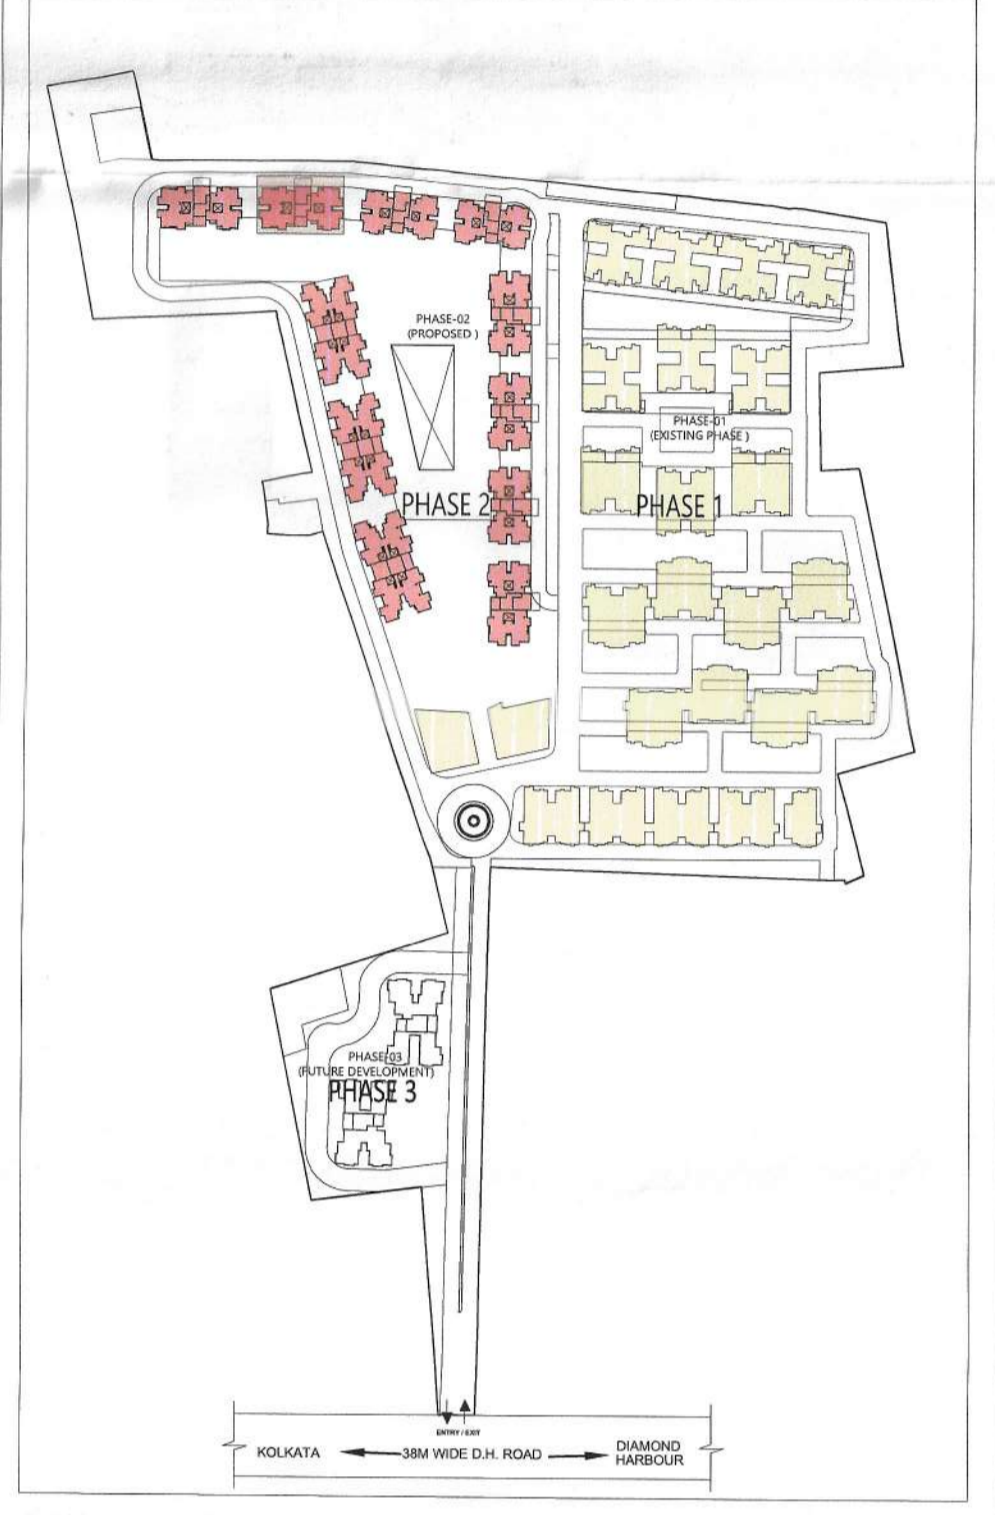 PHASE-02
(PROPOSED )
PHASE-01
(EXISTING PHASE )
PHASE 2
PHASE 1
PHASE-03
(FUTURE DEVELOPMENT)
PHASE 3
ENTRY / EXIT
KOLKATA
38M WIDE D.H. ROAD
DIAMOND
HARBOUR